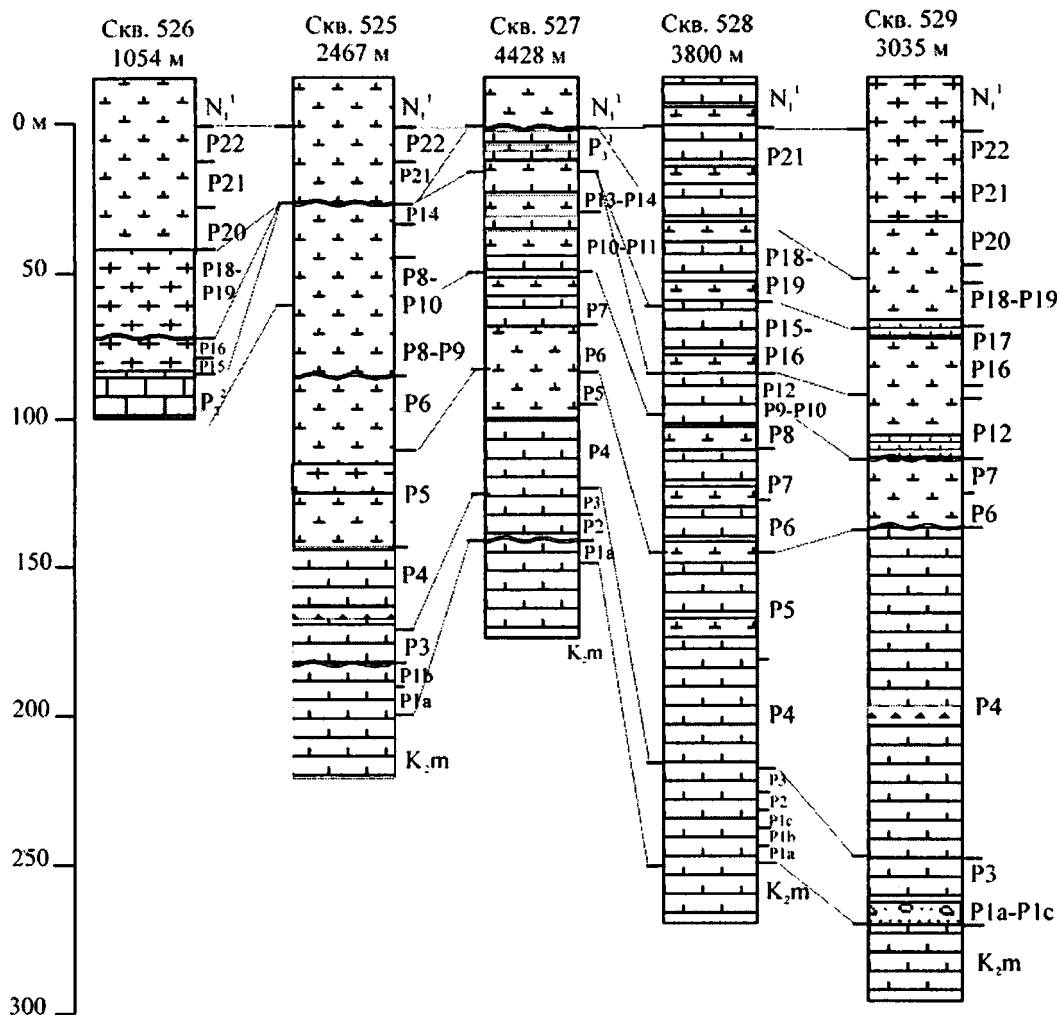 Скв. 526
1054 м
Скв. 525
2467 м
Скв. 527
4428 м
Скв. 528
3800 м
Скв. 529
3035 м
0 м
50
100
150
200
250
300
N₁¹
P22
P21
P20
P18-
P19
P16
P15
N₁¹
P22
P21
P14
P8-
P10
P8-P9
P6
P5
P4
P3
P1b
P1a
K₂m
N₁¹
P13-P14
P10-P11
P7
P6
P5
P4
P3
P2
P1a
K₂m
N₁¹
P21
P18-
P19
P15-
P16
P12
P9-P10
P8
P7
P6
P5
P4
P3
P2
P1c
P1b
P1a
K₂m
N₁¹
P22
P21
P20
P18-P19
P17
P16
P12
P7
P6
P4
P3
P1a-P1c
K₂m